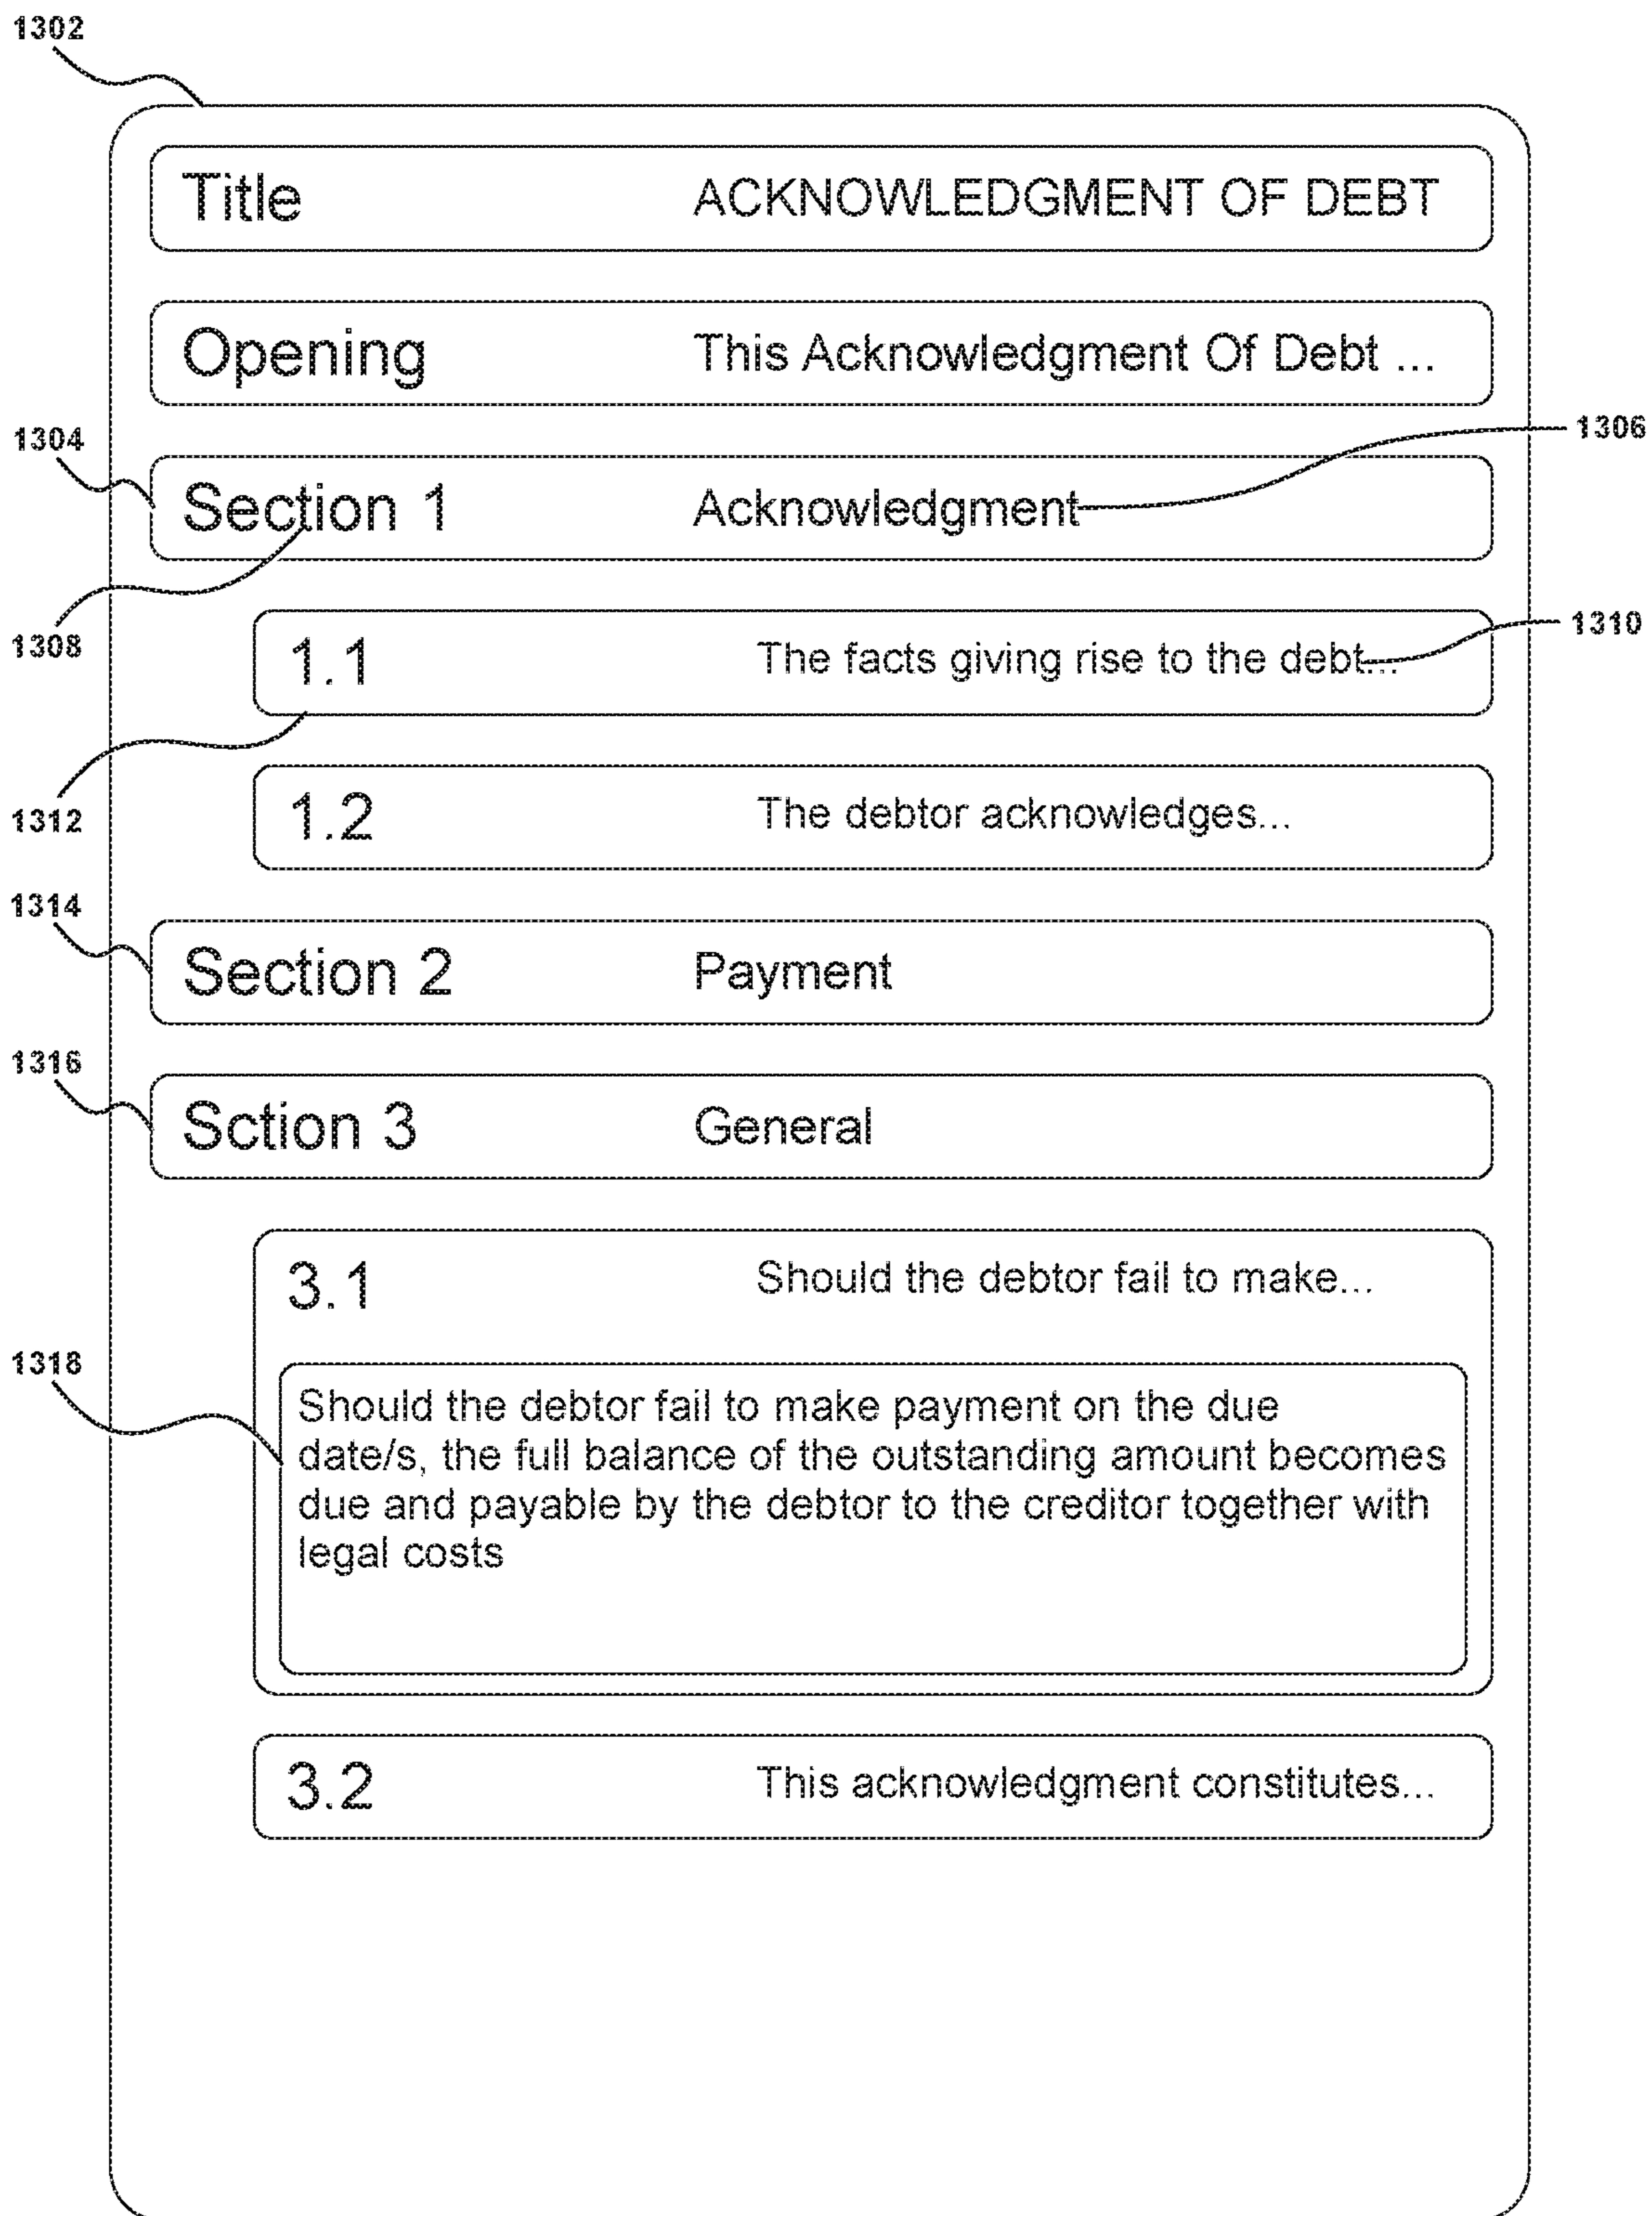 1302
Title ACKNOWLEDGMENT OF DEBT
Opening This Acknowledgment Of Debt ...
1304
1306
Section 1 Acknowledgment
1308
1310
1.1 The facts giving rise to the debt...
1312
1.2 The debtor acknowledges...
1314
Section 2 Payment
1316
Sction 3 General
3.1 Should the debtor fail to make...
1318
Should the debtor fail to make payment on the due
date/s, the full balance of the outstanding amount becomes
due and payable by the debtor to the creditor together with
legal costs
3.2 This acknowledgment constitutes...